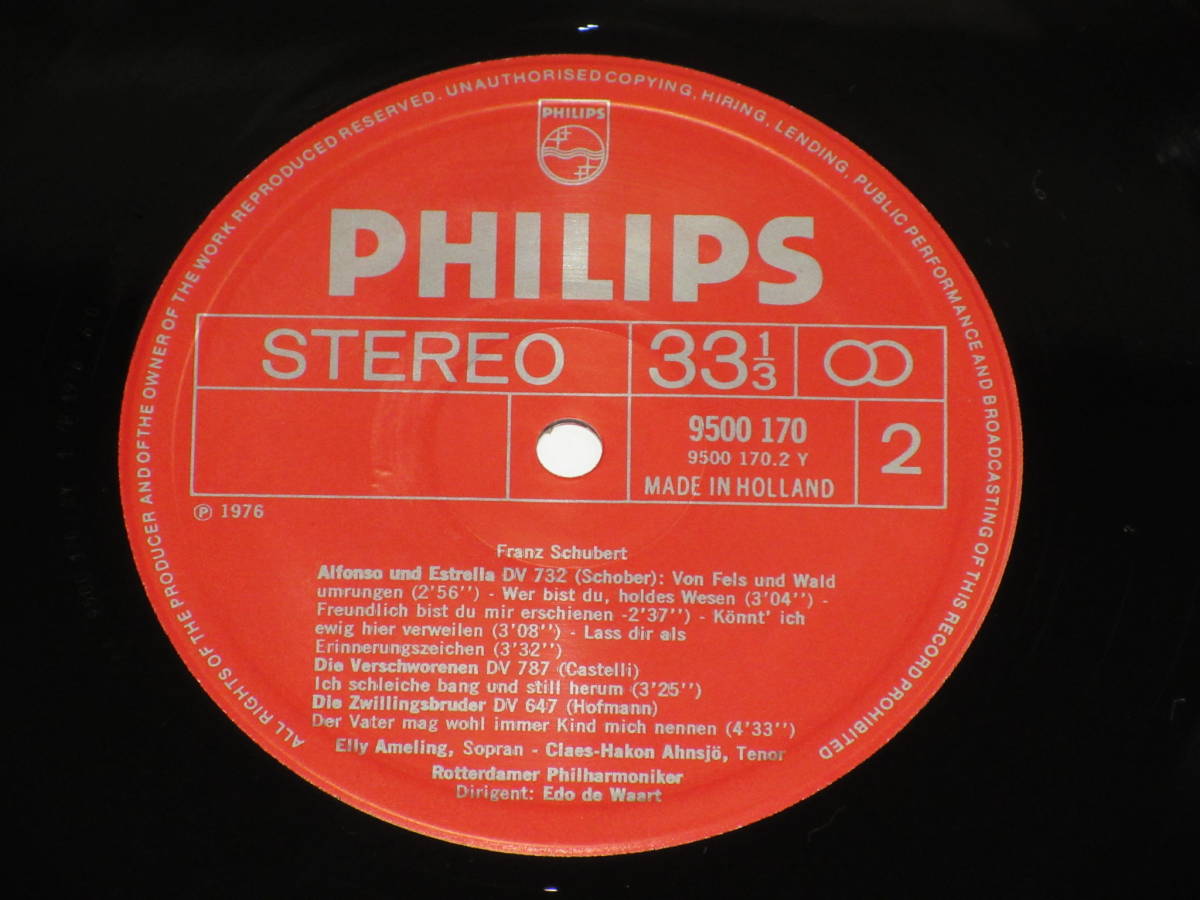 ALL RIGHTS OF THE PRODUCER AND OF THE OWNER OF THE WORK REPRODUCED RESERVED. UNAUTHORISED COPYING, HIRING, LENDING, PUBLIC PERFORMANCE AND BROADCASTING OF THIS RECORD PROHIBITED
PHILIPS
PHILIPS
STEREO 33 1/3
9500 170
9500 170.2 Y
MADE IN HOLLAND
2
℗ 1976
Franz Schubert
Alfonso und Estrella DV 732 (Schober): Von Fels und Wald
umrungen (2'56'') - Wer bist du, holdes Wesen (3'04'') -
Freundlich bist du mir erschienen -2'37'') - Könnt' ich
ewig hier verweilen (3'08'') - Lass dir als
Erinnerungszeichen (3'32'')
Die Verschworenen DV 787 (Castelli)
Ich schleiche bang und still herum (3'25'')
Die Zwillingsbruder DV 647 (Hofmann)
Der Vater mag wohl immer Kind mich nennen (4'33'')
Elly Ameling, Sopran - Claes-Hakon Ahnsjö, Tenor
Rotterdamer Philharmoniker
Dirigent: Edo de Waart